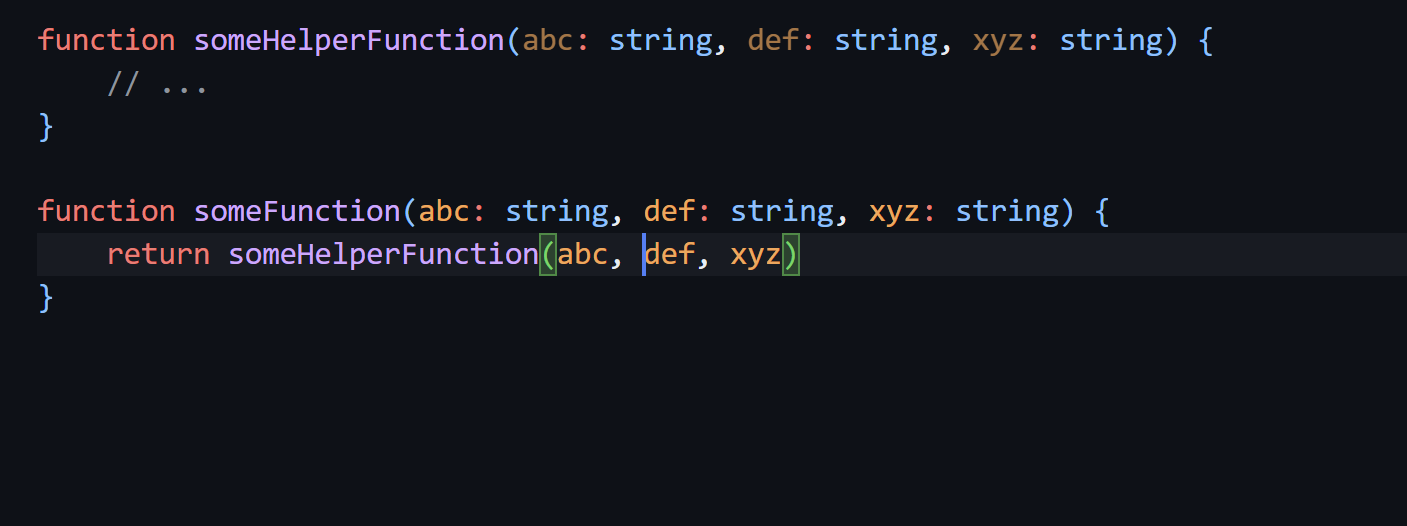 function someHelperFunction(abc: string, def: string, xyz: string) {
    // ...
}
function someFunction(abc: string, def: string, xyz: string) {
    return someHelperFunction(abc, def, xyz)
}